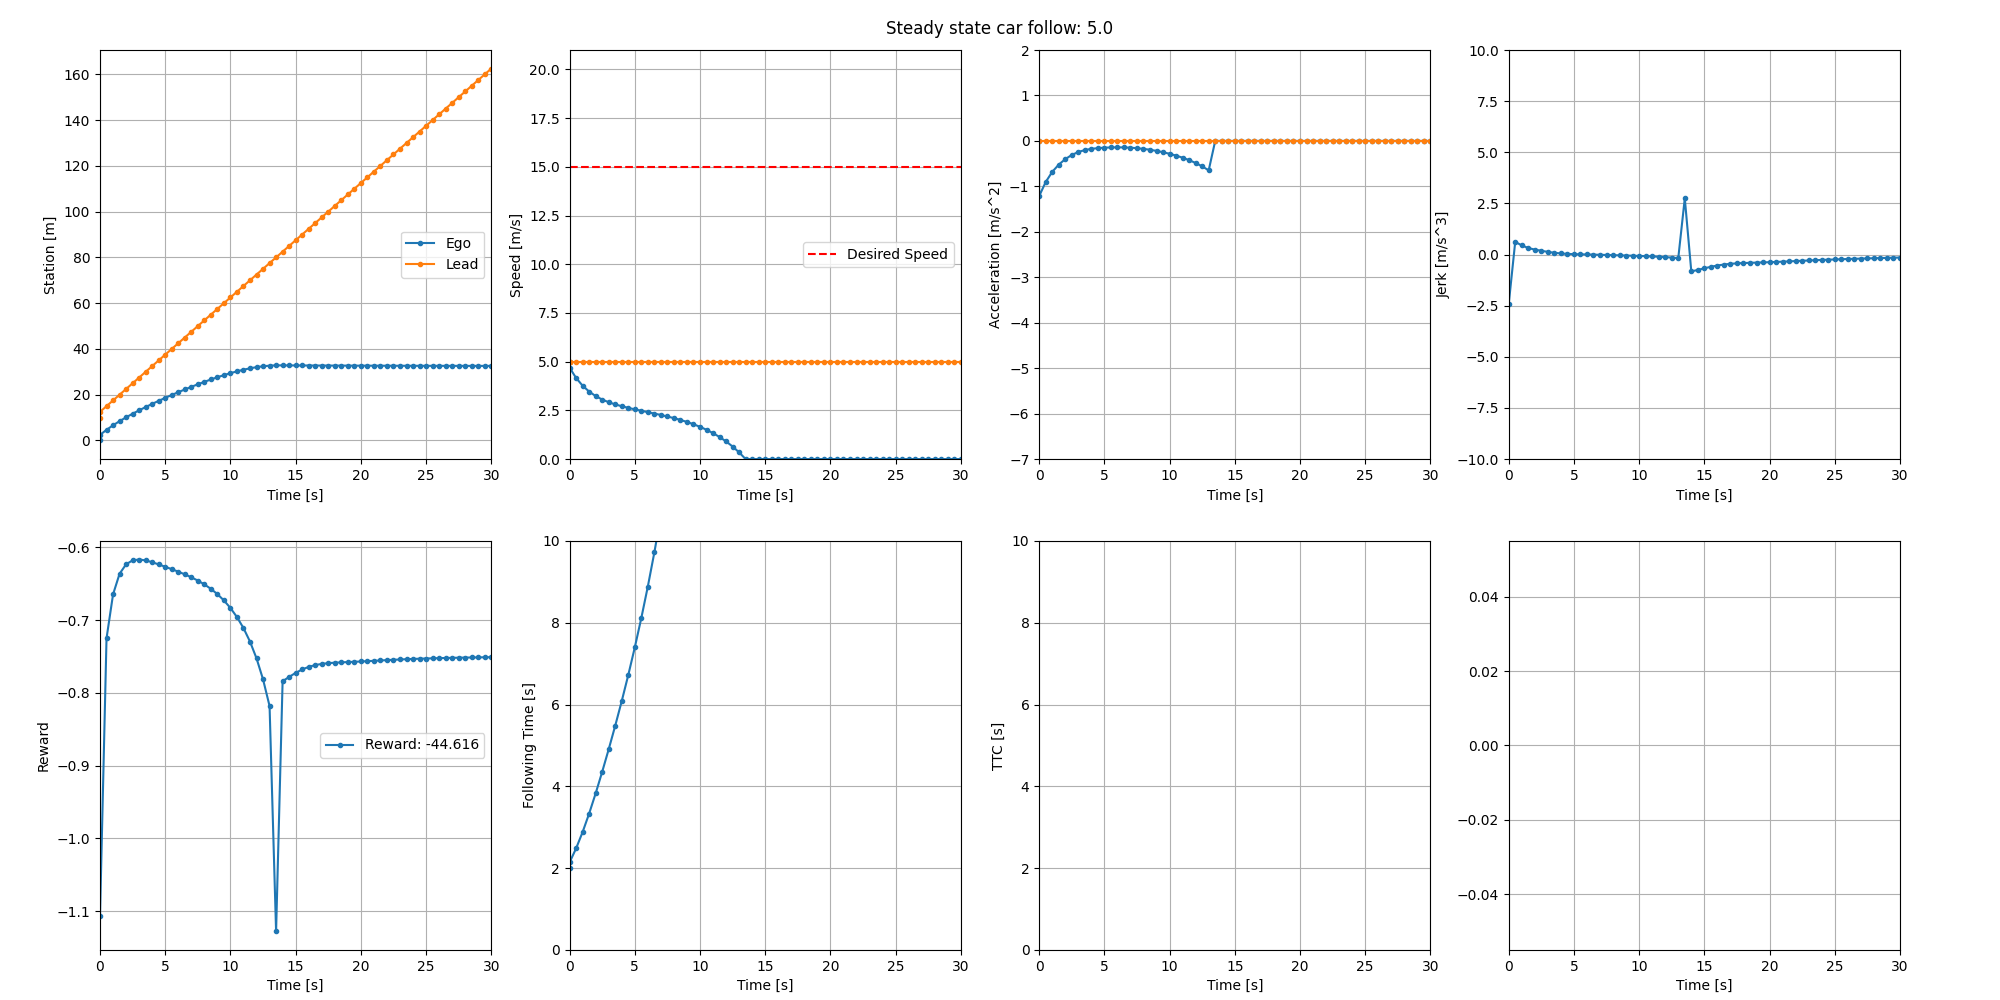 Steady state car follow: 5.0
Station [m]
160
140
120
100
80
60
40
20
0
0 5 10 15 20 25 30
Time [s]
Ego
Lead
Speed [m/s]
20.0
17.5
15.0
12.5
10.0
7.5
5.0
2.5
0.0
0 5 10 15 20 25 30
Time [s]
Desired Speed
Acceleration [m/s^2]
2
1
0
−1
−2
−3
−4
−5
−6
−7
0 5 10 15 20 25 30
Time [s]
Jerk [m/s^3]
10.0
7.5
5.0
2.5
0.0
−2.5
−5.0
−7.5
−10.0
0 5 10 15 20 25 30
Time [s]
Reward
−0.6
−0.7
−0.8
−0.9
−1.0
−1.1
0 5 10 15 20 25 30
Time [s]
Reward: -44.616
Following Time [s]
10
8
6
4
2
0
0 5 10 15 20 25 30
Time [s]
TTC [s]
10
8
6
4
2
0
0 5 10 15 20 25 30
Time [s]
0.04
0.02
0.00
−0.02
−0.04
0 5 10 15 20 25 30
Time [s]